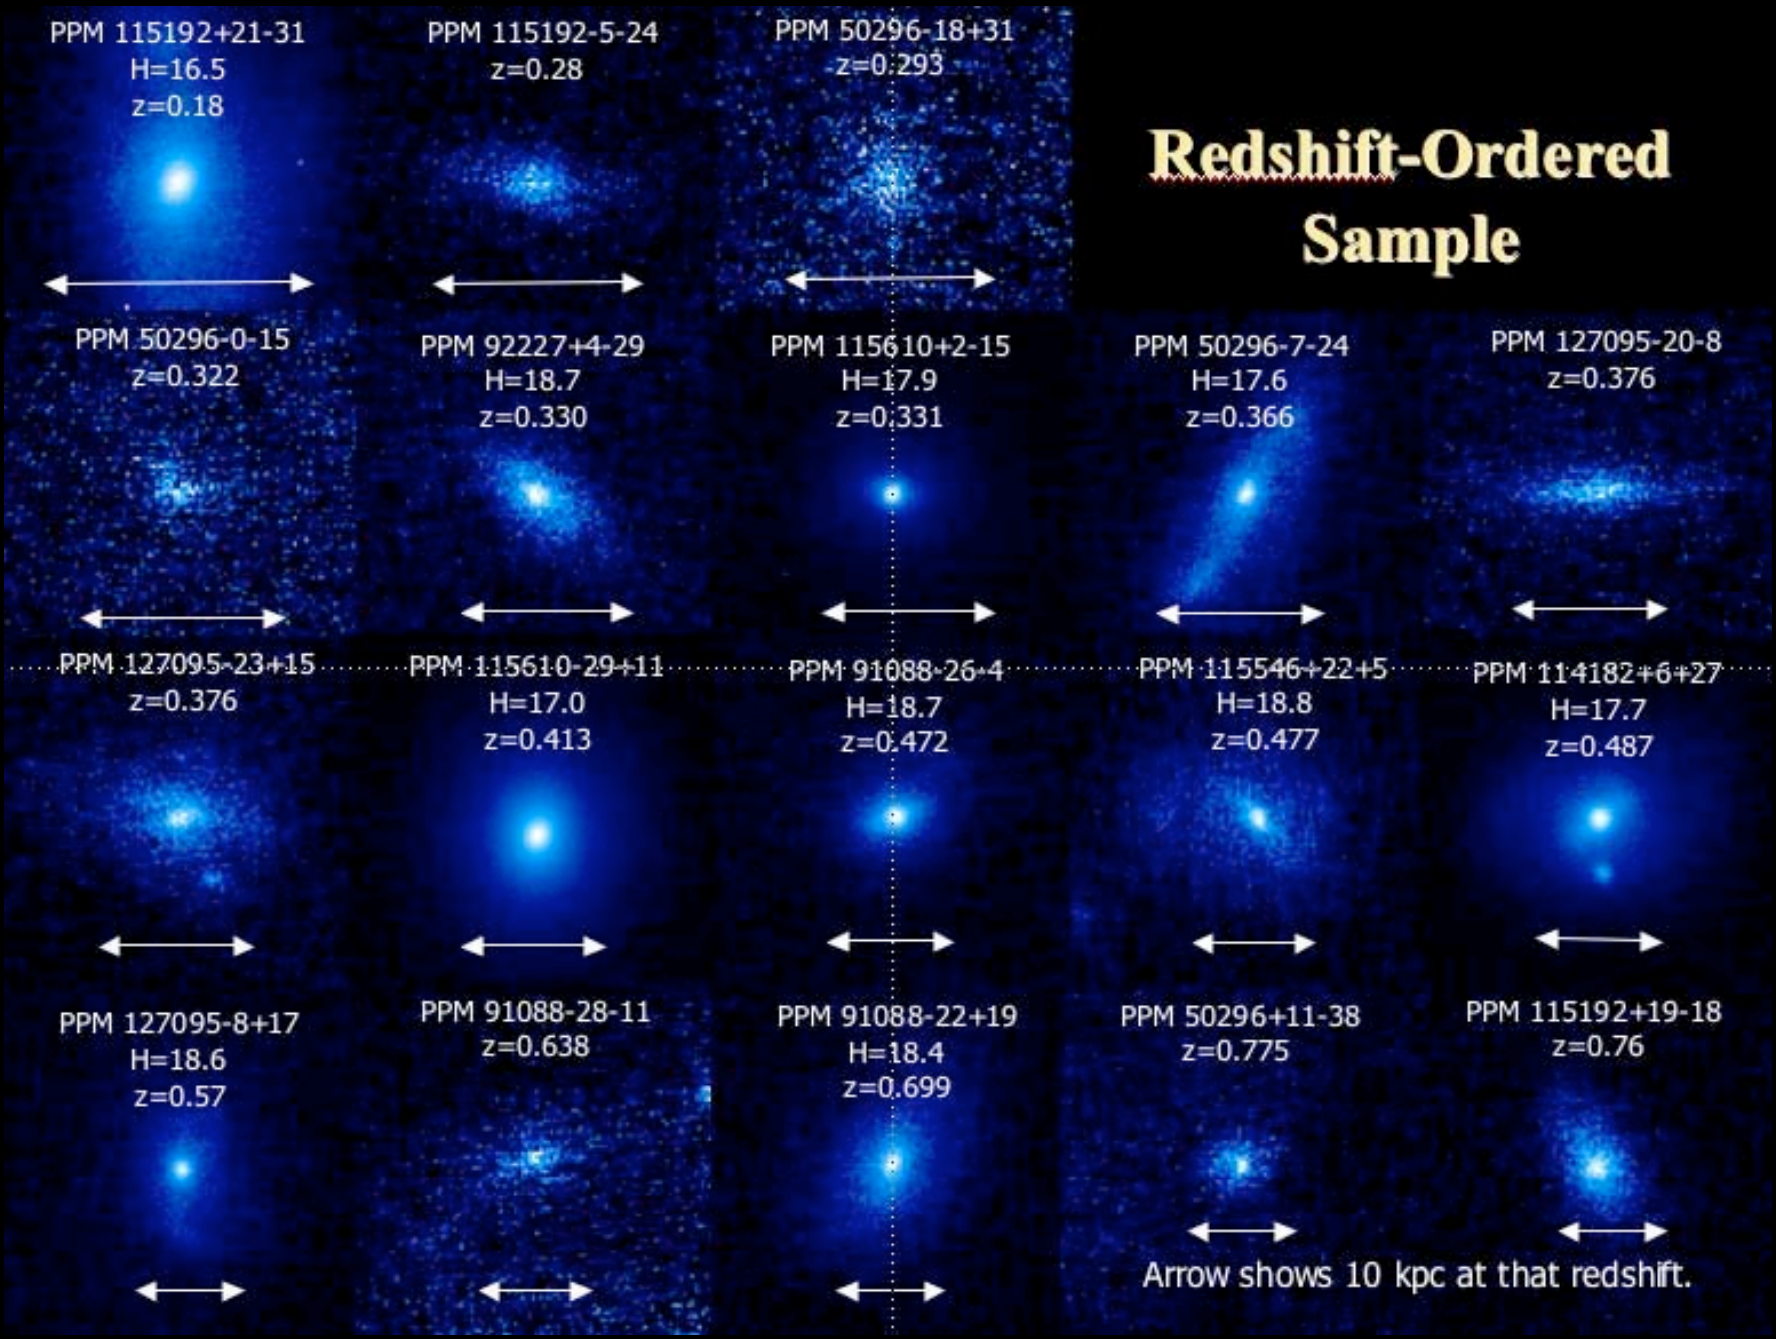 PPM 115192+21-31
H=16.5
z=0.18
PPM 115192-5-24
z=0.28
PPM 50296-18+31
z=0.293
Redshift-Ordered
Sample
PPM 50296-0-15
z=0.322
PPM 92227+4-29
H=18.7
z=0.330
PPM 115610+2-15
H=17.9
z=0.331
PPM 50296-7-24
H=17.6
z=0.366
PPM 127095-20-8
z=0.376
PPM 127095-23+15
z=0.376
PPM 115610-29+11
H=17.0
z=0.413
PPM 91088-26-4
H=18.7
z=0.472
PPM 115546+22+5
H=18.8
z=0.477
PPM 114182+6+27
H=17.7
z=0.487
PPM 127095-8+17
H=18.6
z=0.57
PPM 91088-28-11
z=0.638
PPM 91088-22+19
H=18.4
z=0.699
PPM 50296+11-38
z=0.775
PPM 115192+19-18
z=0.76
Arrow shows 10 kpc at that redshift.